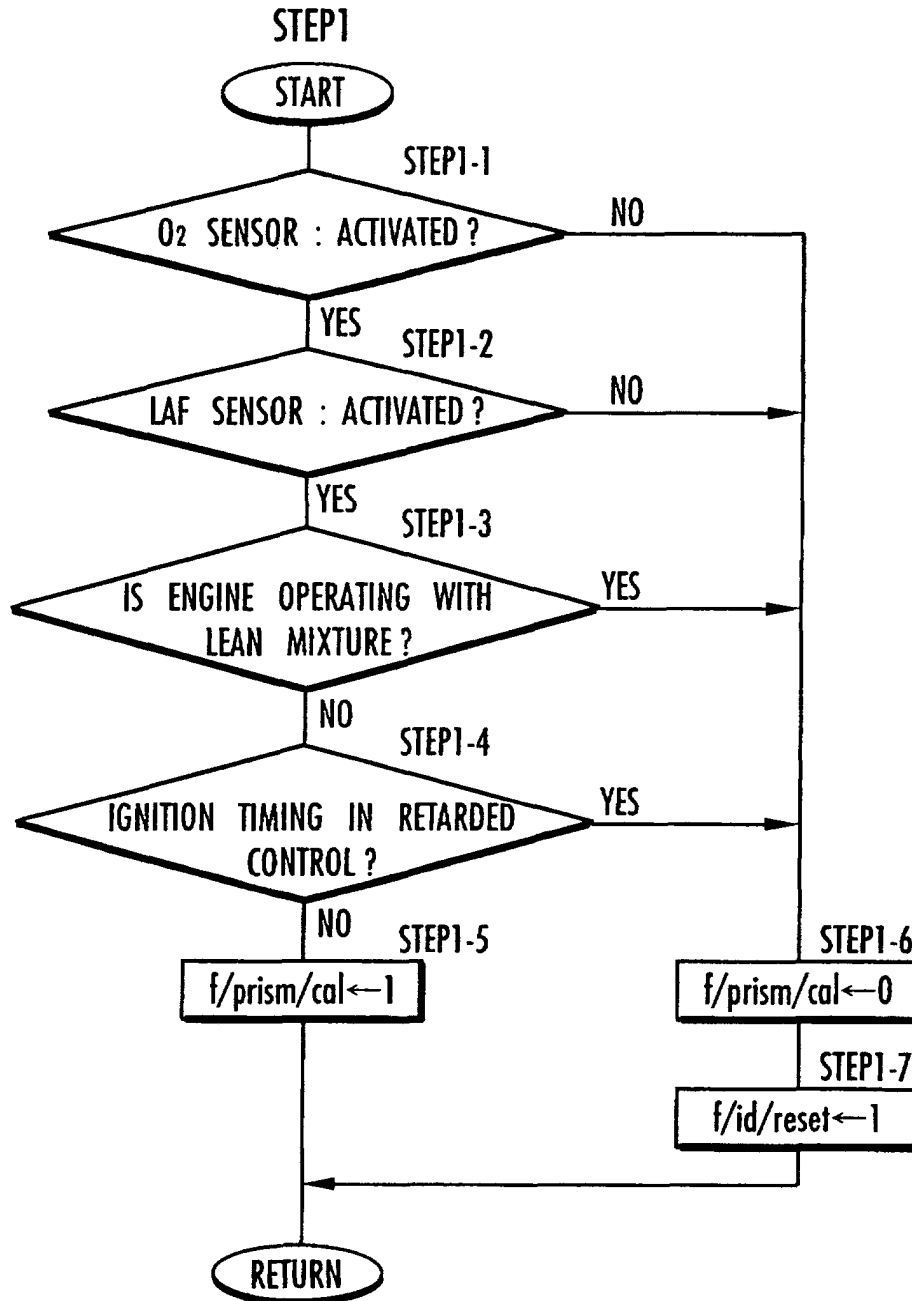 STEP1
START
STEP1-1
O2 SENSOR : ACTIVATED ?
NO
YES
STEP1-2
LAF SENSOR : ACTIVATED ?
NO
YES
STEP1-3
IS ENGINE OPERATING WITH
LEAN MIXTURE ?
YES
NO
STEP1-4
IGNITION TIMING IN RETARDED
CONTROL ?
YES
NO
STEP1-5
f/prism/cal←1
STEP1-6
f/prism/cal←0
STEP1-7
f/id/reset←1
RETURN